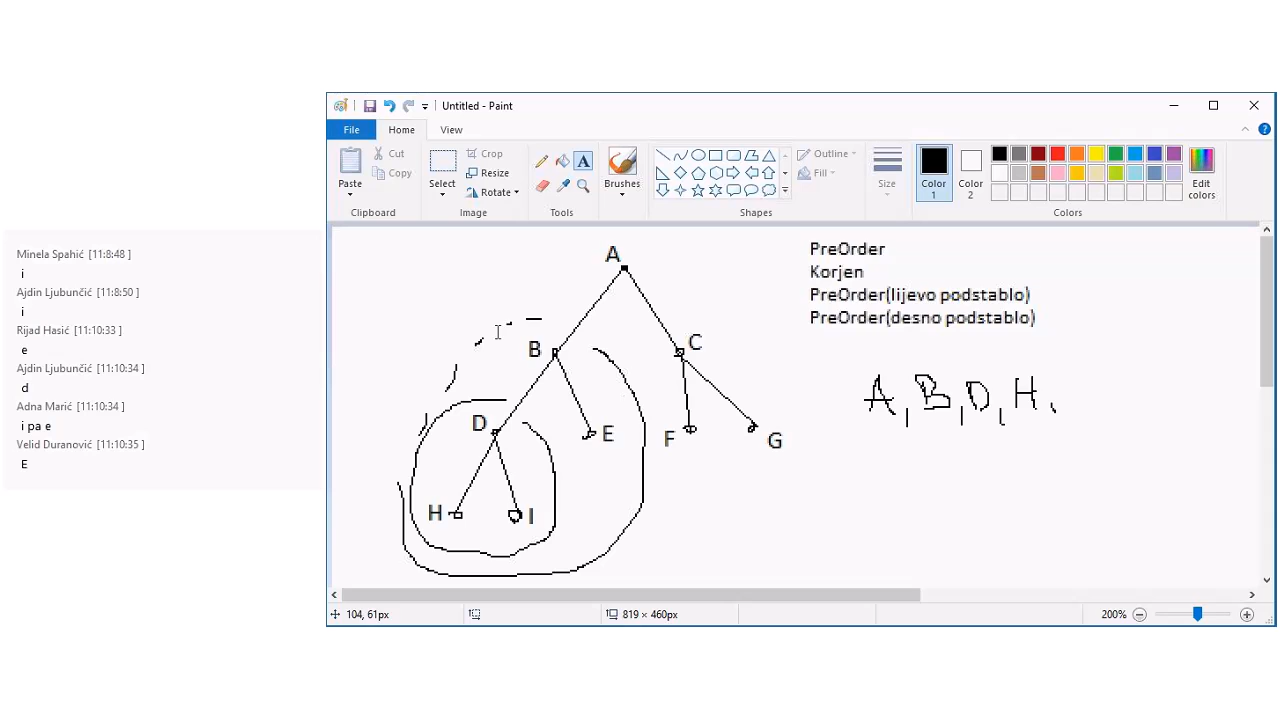 Minela Spahić [11:8:48 ]
i
Ajdin Ljubunčić [11:8:50 ]
i
Rijad Hasić [11:10:33 ]
e
Ajdin Ljubunčić [11:10:34 ]
d
Adna Marić [11:10:34 ]
i pa e
Velid Duranović [11:10:35 ]
E
Untitled - Paint
File Home View
Paste
Cut
Copy
Clipboard
Select
Crop
Resize
Rotate
Image
A
Tools
Brushes
Shapes
Outline
Fill
Size
Color 1
Color 2
Edit colors
Colors
A
B
C
D
E
F
G
H
I
PreOrder
Korjen
PreOrder(lijevo podstablo)
PreOrder(desno podstablo)
A, B, D, H,
104, 61px
819 × 460px
200%